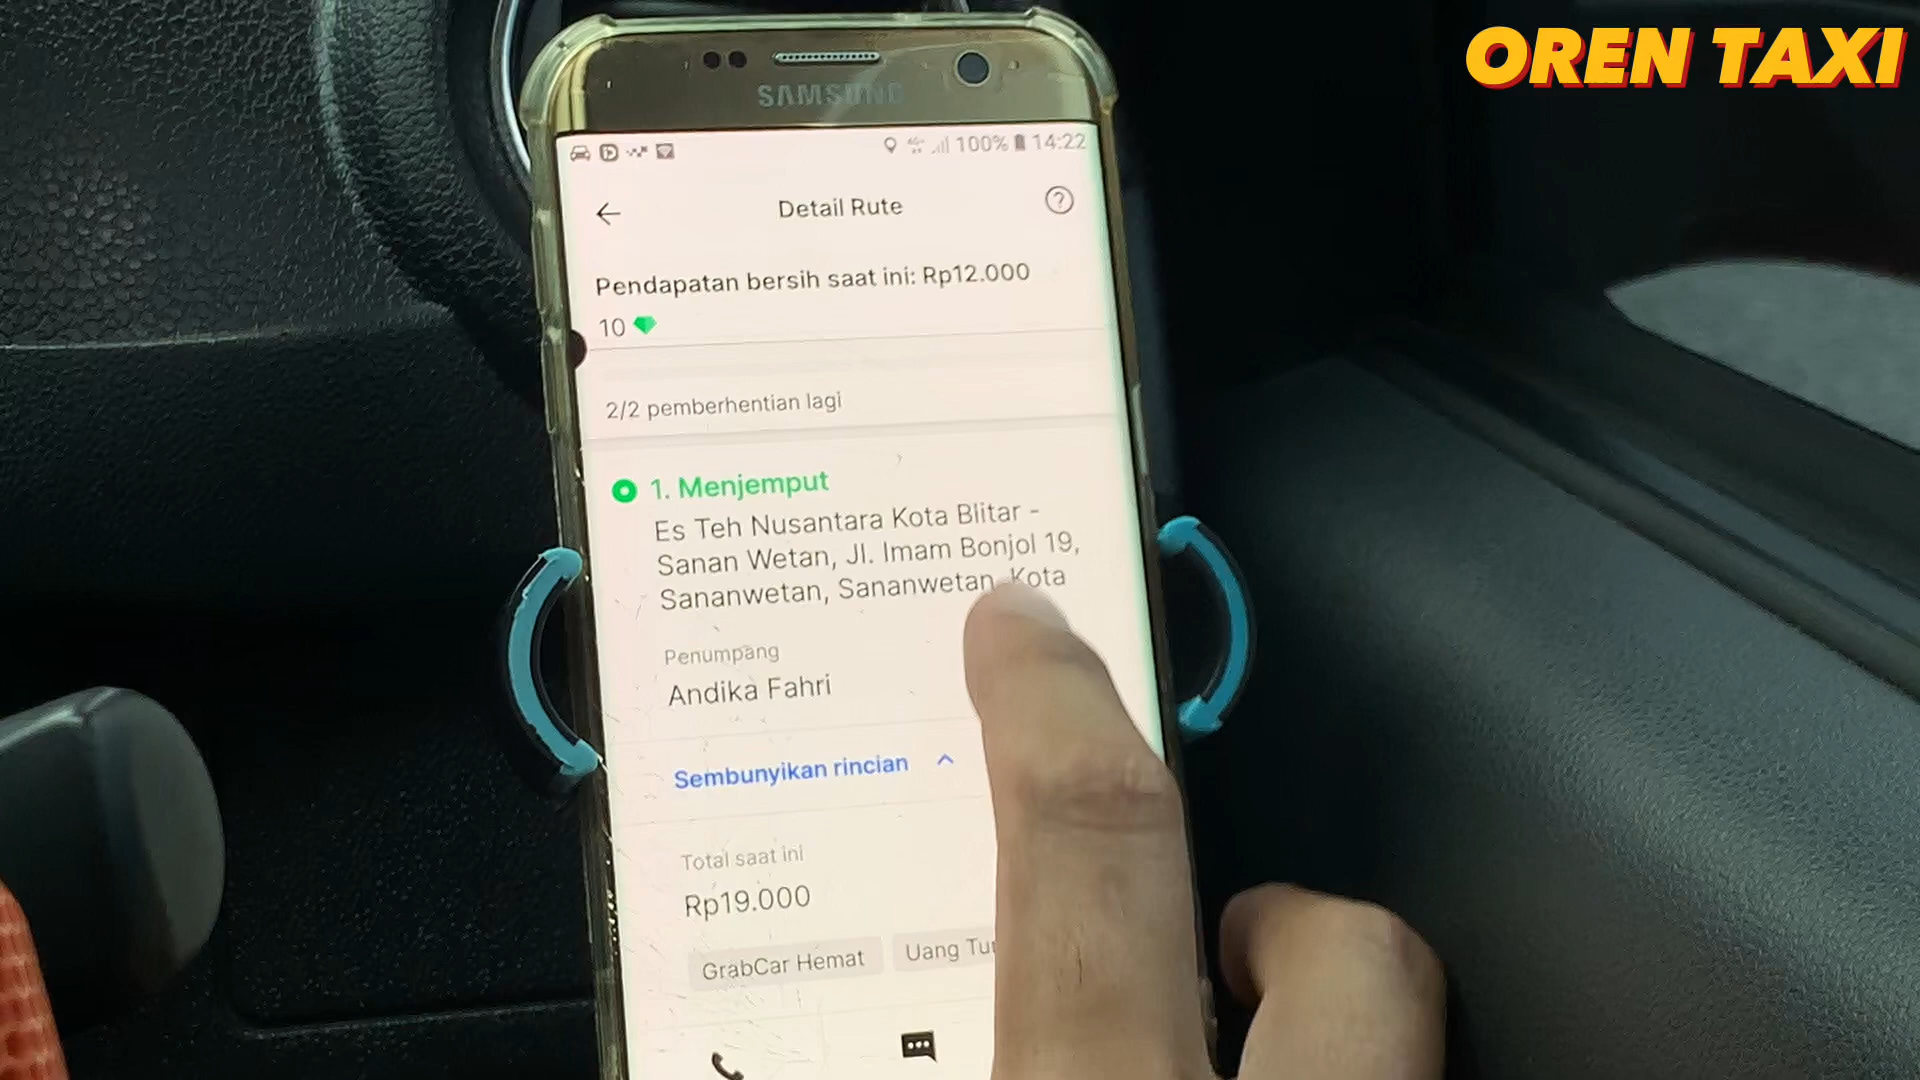 OREN TAXI
SAMSUNG
100% 14:22
Detail Rute
Pendapatan bersih saat ini: Rp12.000
10
2/2 pemberhentian lagi
1. Menjemput
Es Teh Nusantara Kota Blitar -
Sanan Wetan, Jl. Imam Bonjol 19,
Sananwetan, Sananwetan, Kota
Penumpang
Andika Fahri
Sembunyikan rincian
Total saat ini
Rp19.000
GrabCar Hemat
Uang